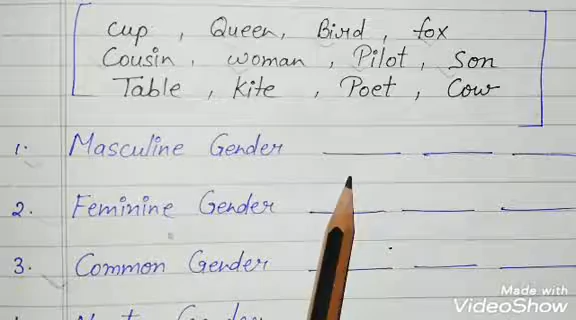 cup , Queen, Bird , fox
Cousin , woman , Pilot , Son
Table , kite , Poet , Cow
1. Masculine Gender
2. Feminine Gender
3. Common Gender
Gender
Made with
VideoShow